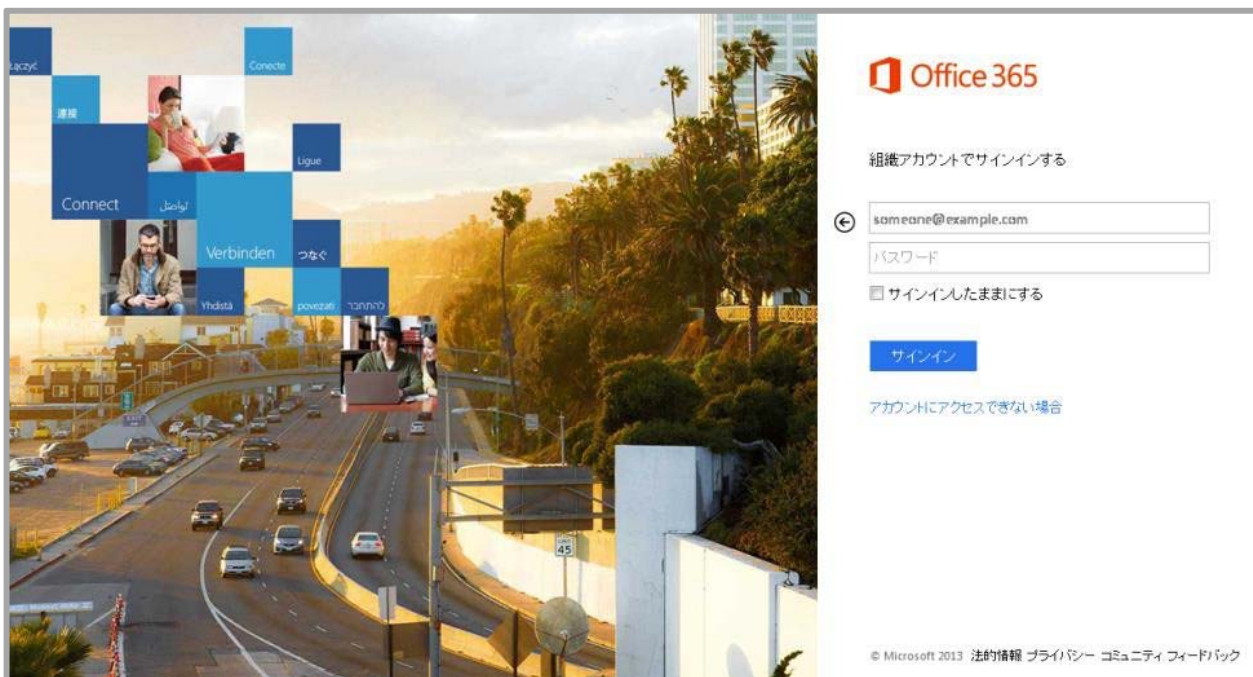 Łączyć
Conecte
連接
Ligue
Connect
تواصل
Verbinden
つなぐ
Yhdistä
povezati
להתחבר
LIMIT
45
Office 365
組織アカウントでサインインする
someone@example.com
パスワード
サインインしたままにする
サインイン
アカウントにアクセスできない場合
© Microsoft 2013 法的情報 プライバシー コミュニティ フィードバック